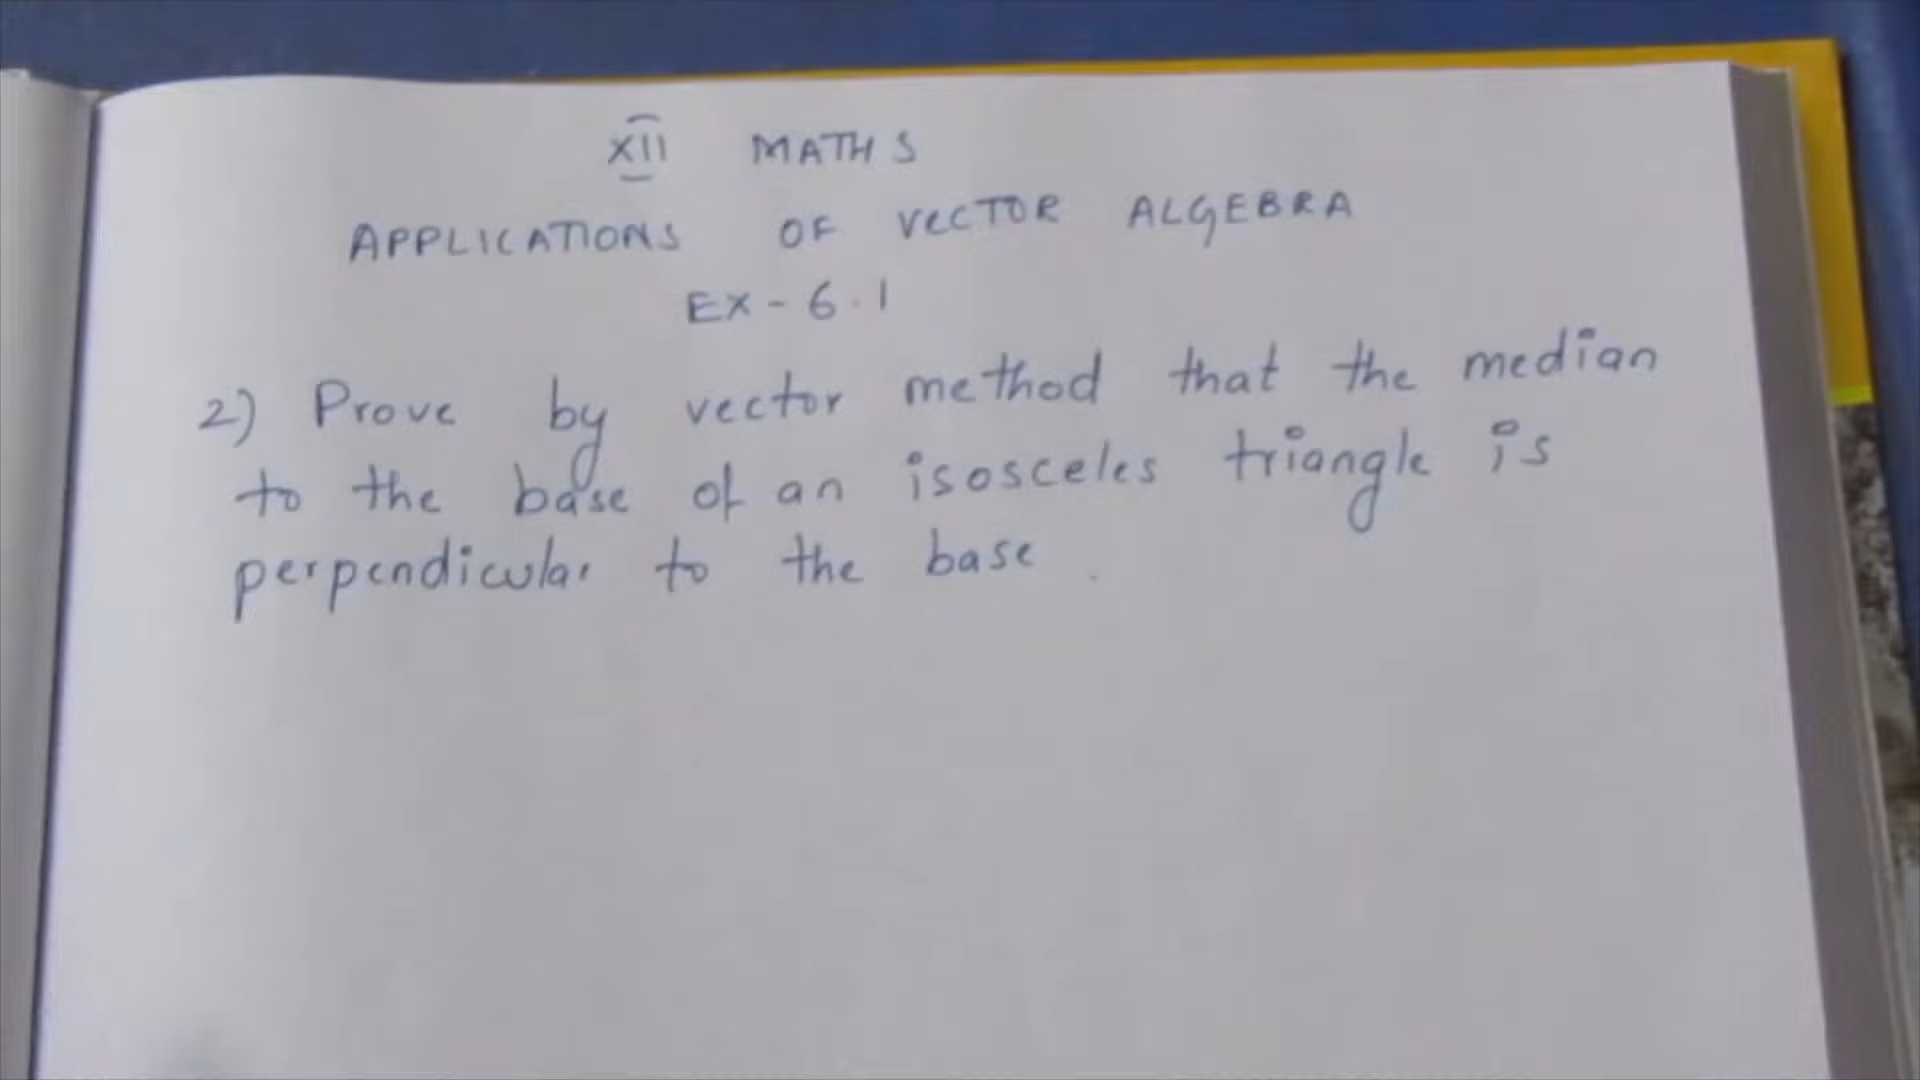 XII MATHS
APPLICATIONS OF VECTOR ALGEBRA
EX - 6.1
2) Prove by vector method that the median
to the base of an isosceles triangle is
perpendicular to the base.